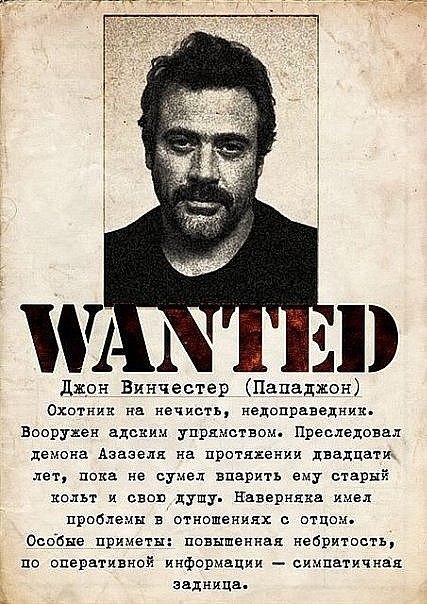 WANTED
Джон Винчестер (Пападжон)
Охотник на нечисть, недоправедник.
Вооружен адским упрямством. Преследовал
демона Азазеля на протяжении двадцати
лет, пока не сумел впарить ему старый
кольт и свою душу. Наверняка имел
проблемы в отношениях с отцом.
Особые приметы: повышенная небритость,
по оперативной информации — симпатичная
задница.